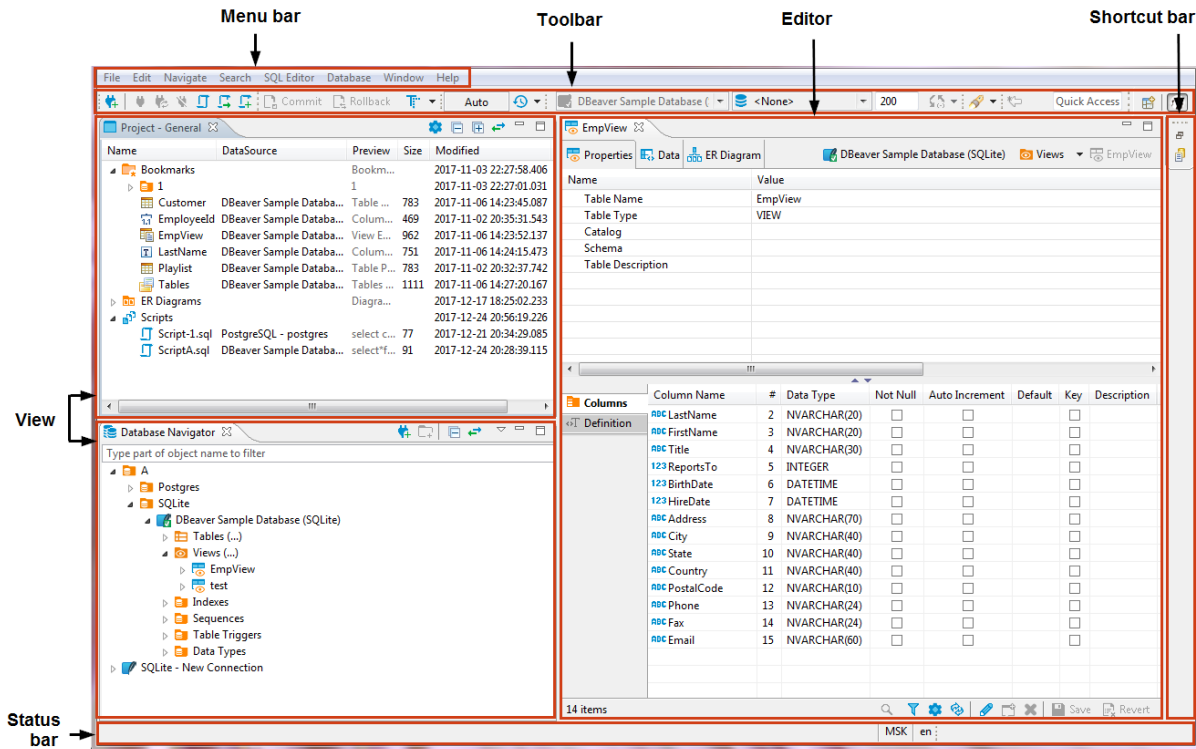 Menu bar
Toolbar
Editor
Shortcut bar
File Edit Navigate Search SQL Editor Database Window Help
Commit Rollback Auto DBeaver Sample Database ( <None> 200 Quick Access
Project - General
Name DataSource Preview Size Modified
Bookmarks Bookm... 2017-11-03 22:27:58.406
1 1 2017-11-03 22:27:01.031
Customer DBeaver Sample Databa... Table ... 783 2017-11-06 14:23:45.087
EmployeeId DBeaver Sample Databa... Colum... 469 2017-11-02 20:35:31.543
EmpView DBeaver Sample Databa... View E... 962 2017-11-06 14:23:52.137
LastName DBeaver Sample Databa... Colum... 751 2017-11-06 14:24:15.473
Playlist DBeaver Sample Databa... Table P... 783 2017-11-02 20:32:37.742
Tables DBeaver Sample Databa... Tables ... 1111 2017-11-06 14:27:20.167
ER Diagrams Diagra... 2017-12-17 18:25:02.233
Scripts 2017-12-24 20:56:19.226
Script-1.sql PostgreSQL - postgres select c... 77 2017-12-21 20:34:29.085
ScriptA.sql DBeaver Sample Databa... select*f... 91 2017-12-24 20:28:39.115
View
Database Navigator
Type part of object name to filter
A
Postgres
SQLite
DBeaver Sample Database (SQLite)
Tables (...)
Views (...)
EmpView
test
Indexes
Sequences
Table Triggers
Data Types
SQLite - New Connection
EmpView
Properties Data ER Diagram DBeaver Sample Database (SQLite) Views EmpView
Name Value
Table Name EmpView
Table Type VIEW
Catalog
Schema
Table Description
Columns
Definition
Column Name # Data Type Not Null Auto Increment Default Key Description
ABC LastName 2 NVARCHAR(20)
ABC FirstName 3 NVARCHAR(20)
ABC Title 4 NVARCHAR(30)
123 ReportsTo 5 INTEGER
123 BirthDate 6 DATETIME
123 HireDate 7 DATETIME
ABC Address 8 NVARCHAR(70)
ABC City 9 NVARCHAR(40)
ABC State 10 NVARCHAR(40)
ABC Country 11 NVARCHAR(40)
ABC PostalCode 12 NVARCHAR(10)
ABC Phone 13 NVARCHAR(24)
ABC Fax 14 NVARCHAR(24)
ABC Email 15 NVARCHAR(60)
14 items Save Revert
Status
bar
MSK en